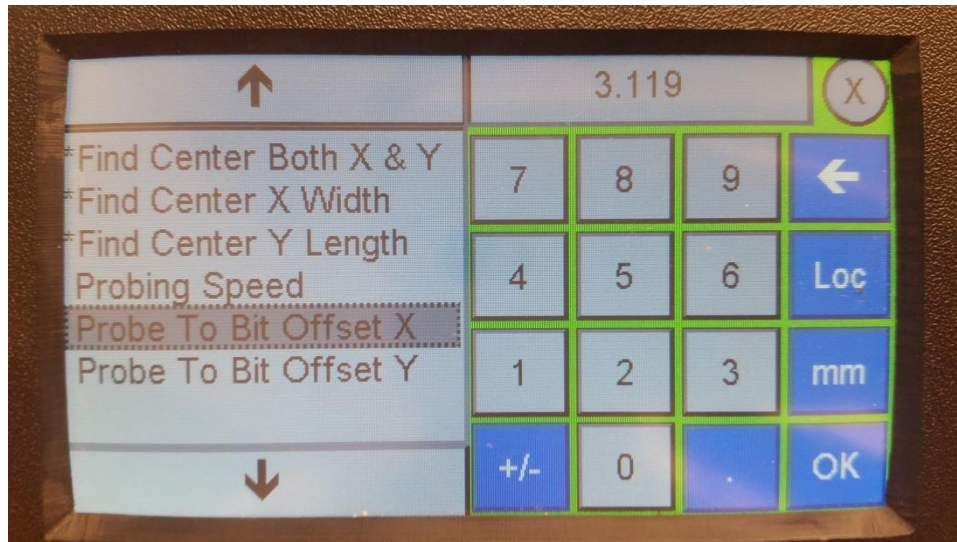 ↑
3.119
X
*Find Center Both X & Y
*Find Center X Width
*Find Center Y Length
Probing Speed
Probe To Bit Offset X
Probe To Bit Offset Y
↓
7 8 9 ←
4 5 6 Loc
1 2 3 mm
+/- 0 . OK